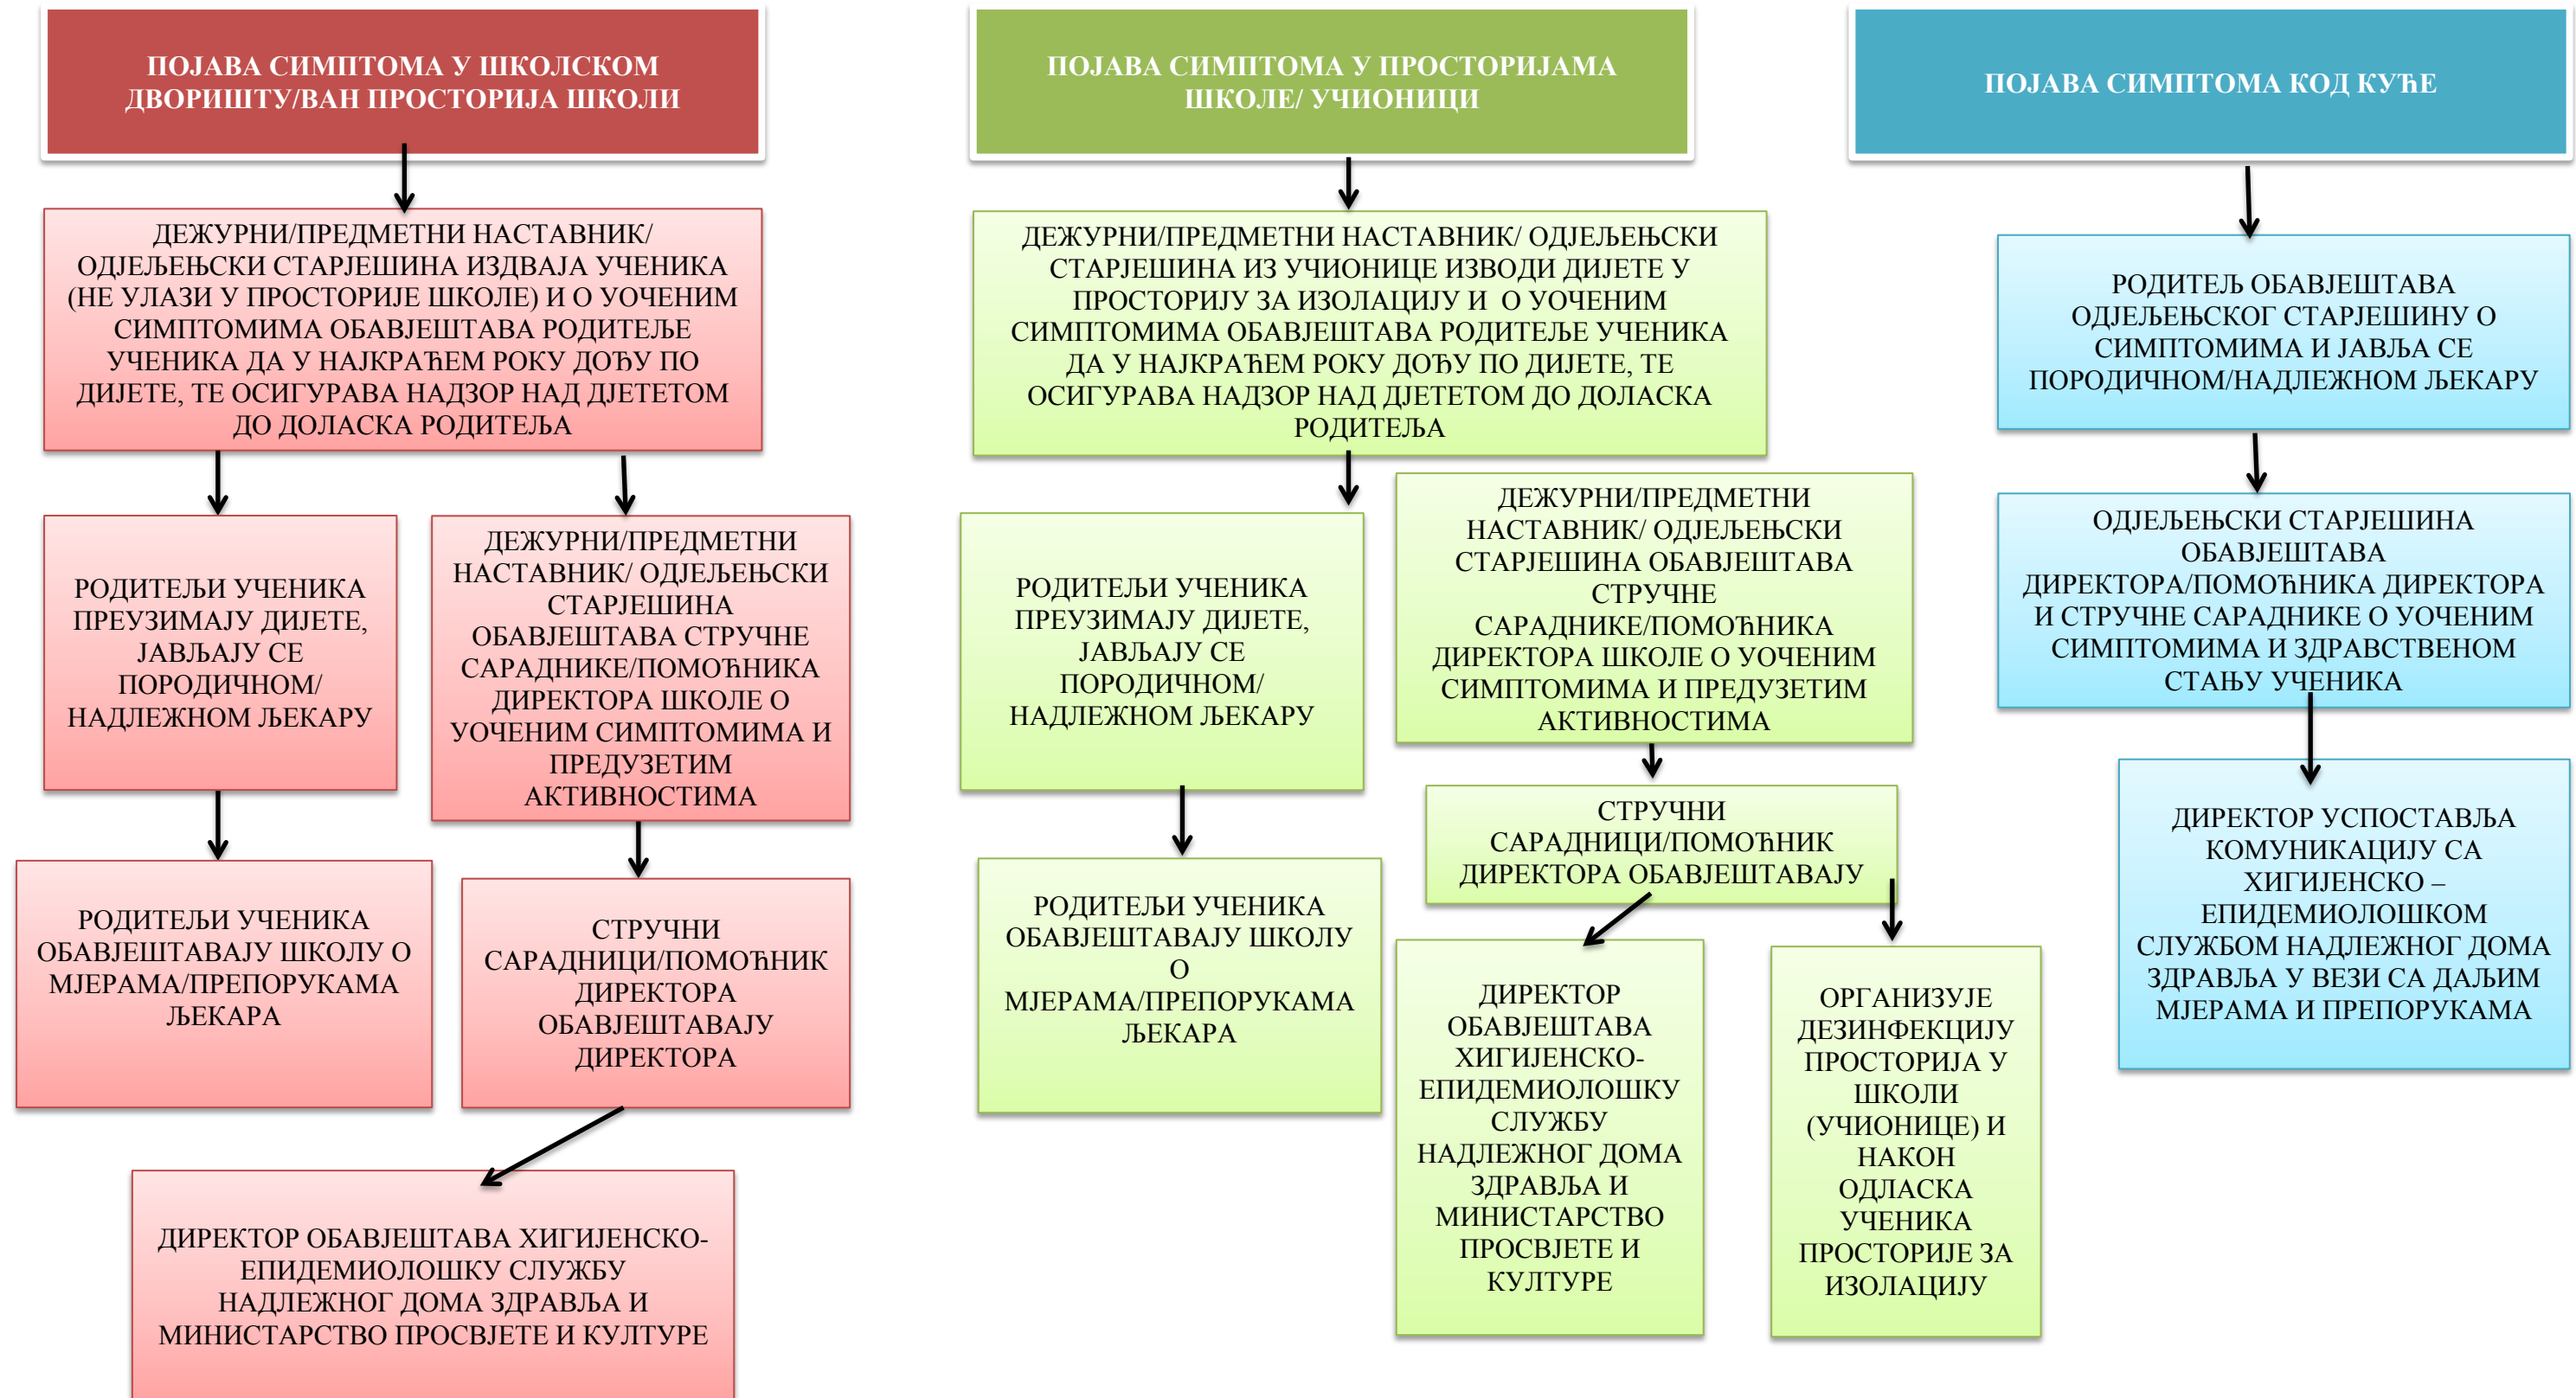 ПОЈАВА СИМПТОМА У ШКОЛСКОМ
ДВОРИШТУ/ВАН ПРОСТОРИЈА ШКОЛИ
ДЕЖУРНИ/ПРЕДМЕТНИ НАСТАВНИК/
ОДЈЕЉЕЊСКИ СТАРЈЕШИНА ИЗДВАЈА УЧЕНИКА
(НЕ УЛАЗИ У ПРОСТОРИЈЕ ШКОЛЕ) И О УОЧЕНИМ
СИМПТОМИМА ОБАВЈЕШТАВА РОДИТЕЉЕ
УЧЕНИКА ДА У НАЈКРАЋЕМ РОКУ ДОЂУ ПО
ДИЈЕТЕ, ТЕ ОСИГУРАВА НАДЗОР НАД ДЈЕТЕТОМ
ДО ДОЛАСКА РОДИТЕЉА
РОДИТЕЉИ УЧЕНИКА
ПРЕУЗИМАЈУ ДИЈЕТЕ,
ЈАВЉАЈУ СЕ
ПОРОДИЧНОМ/
НАДЛЕЖНОМ ЉЕКАРУ
РОДИТЕЉИ УЧЕНИКА
ОБАВЈЕШТАВАЈУ ШКОЛУ О
МЈЕРАМА/ПРЕПОРУКАМА
ЉЕКАРА
ДЕЖУРНИ/ПРЕДМЕТНИ
НАСТАВНИК/ ОДЈЕЉЕЊСКИ
СТАРЈЕШИНА
ОБАВЈЕШТАВА СТРУЧНЕ
САРАДНИКЕ/ПОМОЋНИКА
ДИРЕКТОРА ШКОЛЕ О
УОЧЕНИМ СИМПТОМИМА И
ПРЕДУЗЕТИМ
АКТИВНОСТИМА
СТРУЧНИ
САРАДНИЦИ/ПОМОЋНИК
ДИРЕКТОРА
ОБАВЈЕШТАВАЈУ
ДИРЕКТОРА
ДИРЕКТОР ОБАВЈЕШТАВА ХИГИЈЕНСКО-
ЕПИДЕМИОЛОШКУ СЛУЖБУ
НАДЛЕЖНОГ ДОМА ЗДРАВЉА И
МИНИСТАРСТВО ПРОСВЈЕТЕ И КУЛТУРЕ
ПОЈАВА СИМПТОМА У ПРОСТОРИЈАМА
ШКОЛЕ/ УЧИОНИЦИ
ДЕЖУРНИ/ПРЕДМЕТНИ НАСТАВНИК/ ОДЈЕЉЕЊСКИ
СТАРЈЕШИНА ИЗ УЧИОНИЦЕ ИЗВОДИ ДИЈЕТЕ У
ПРОСТОРИЈУ ЗА ИЗОЛАЦИЈУ И О УОЧЕНИМ
СИМПТОМИМА ОБАВЈЕШТАВА РОДИТЕЉЕ УЧЕНИКА
ДА У НАЈКРАЋЕМ РОКУ ДОЂУ ПО ДИЈЕТЕ, ТЕ
ОСИГУРАВА НАДЗОР НАД ДЈЕТЕТОМ ДО ДОЛАСКА
РОДИТЕЉА
РОДИТЕЉИ УЧЕНИКА
ПРЕУЗИМАЈУ ДИЈЕТЕ,
ЈАВЉАЈУ СЕ
ПОРОДИЧНОМ/
НАДЛЕЖНОМ ЉЕКАРУ
РОДИТЕЉИ УЧЕНИКА
ОБАВЈЕШТАВАЈУ ШКОЛУ
О
МЈЕРАМА/ПРЕПОРУКАМА
ЉЕКАРА
ДЕЖУРНИ/ПРЕДМЕТНИ
НАСТАВНИК/ ОДЈЕЉЕЊСКИ
СТАРЈЕШИНА ОБАВЈЕШТАВА
СТРУЧНЕ
САРАДНИКЕ/ПОМОЋНИКА
ДИРЕКТОРА ШКОЛЕ О УОЧЕНИМ
СИМПТОМИМА И ПРЕДУЗЕТИМ
АКТИВНОСТИМА
СТРУЧНИ
САРАДНИЦИ/ПОМОЋНИК
ДИРЕКТОРА ОБАВЈЕШТАВАЈУ
ДИРЕКТОР
ОБАВЈЕШТАВА
ХИГИЈЕНСКО-
ЕПИДЕМИОЛОШКУ
СЛУЖБУ
НАДЛЕЖНОГ ДОМА
ЗДРАВЉА И
МИНИСТАРСТВО
ПРОСВЈЕТЕ И
КУЛТУРЕ
ОРГАНИЗУЈЕ
ДЕЗИНФЕКЦИЈУ
ПРОСТОРИЈА У
ШКОЛИ
(УЧИОНИЦЕ) И
НАКОН
ОДЛАСКА
УЧЕНИКА
ПРОСТОРИЈЕ ЗА
ИЗОЛАЦИЈУ
ПОЈАВА СИМПТОМА КОД КУЋЕ
РОДИТЕЉ ОБАВЈЕШТАВА
ОДЈЕЉЕЊСКОГ СТАРЈЕШИНУ О
СИМПТОМИМА И ЈАВЉА СЕ
ПОРОДИЧНОМ/НАДЛЕЖНОМ ЉЕКАРУ
ОДЈЕЉЕЊСКИ СТАРЈЕШИНА
ОБАВЈЕШТАВА
ДИРЕКТОРА/ПОМОЋНИКА ДИРЕКТОРА
И СТРУЧНЕ САРАДНИКЕ О УОЧЕНИМ
СИМПТОМИМА И ЗДРАВСТВЕНОМ
СТАЊУ УЧЕНИКА
ДИРЕКТОР УСПОСТАВЉА
КОМУНИКАЦИЈУ СА
ХИГИЈЕНСКО –
ЕПИДЕМИОЛОШКОМ
СЛУЖБОМ НАДЛЕЖНОГ ДОМА
ЗДРАВЉА У ВЕЗИ СА ДАЉИМ
МЈЕРАМА И ПРЕПОРУКАМА